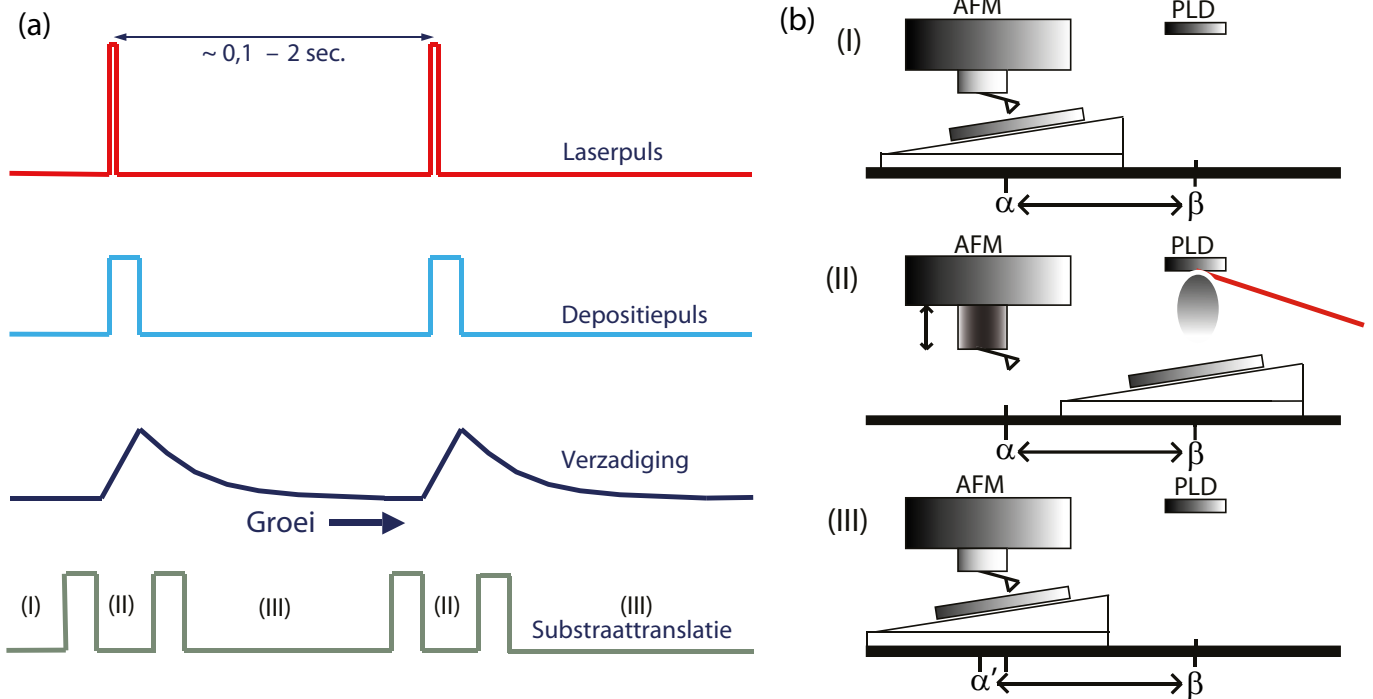 (a)
~ 0,1 – 2 sec.
Laserpuls
Depositiepuls
Verzadiging
Groei
(I) (II) (III) (II) (III)
Substraattranslatie
(b)
(I)
AFM PLD
α β
(II)
AFM PLD
α β
(III)
AFM PLD
α' β